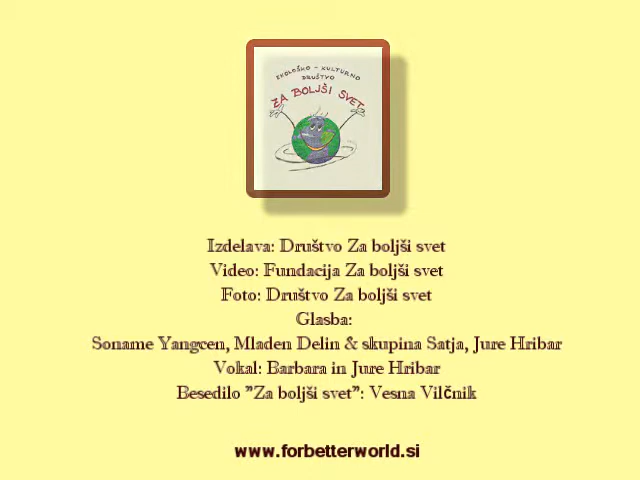 EKOLOŠKO - KULTURNO
DRUŠTVO
ZA BOLJŠI SVET
Izdelava: Društvo Za boljši svet
Video: Fundacija Za boljši svet
Foto: Društvo Za boljši svet
Glasba:
Soname Yangcen, Mladen Delin & skupina Satja, Jure Hribar
Vokal: Barbara in Jure Hribar
Besedilo "Za boljši svet": Vesna Vilčnik
www.forbetterworld.si